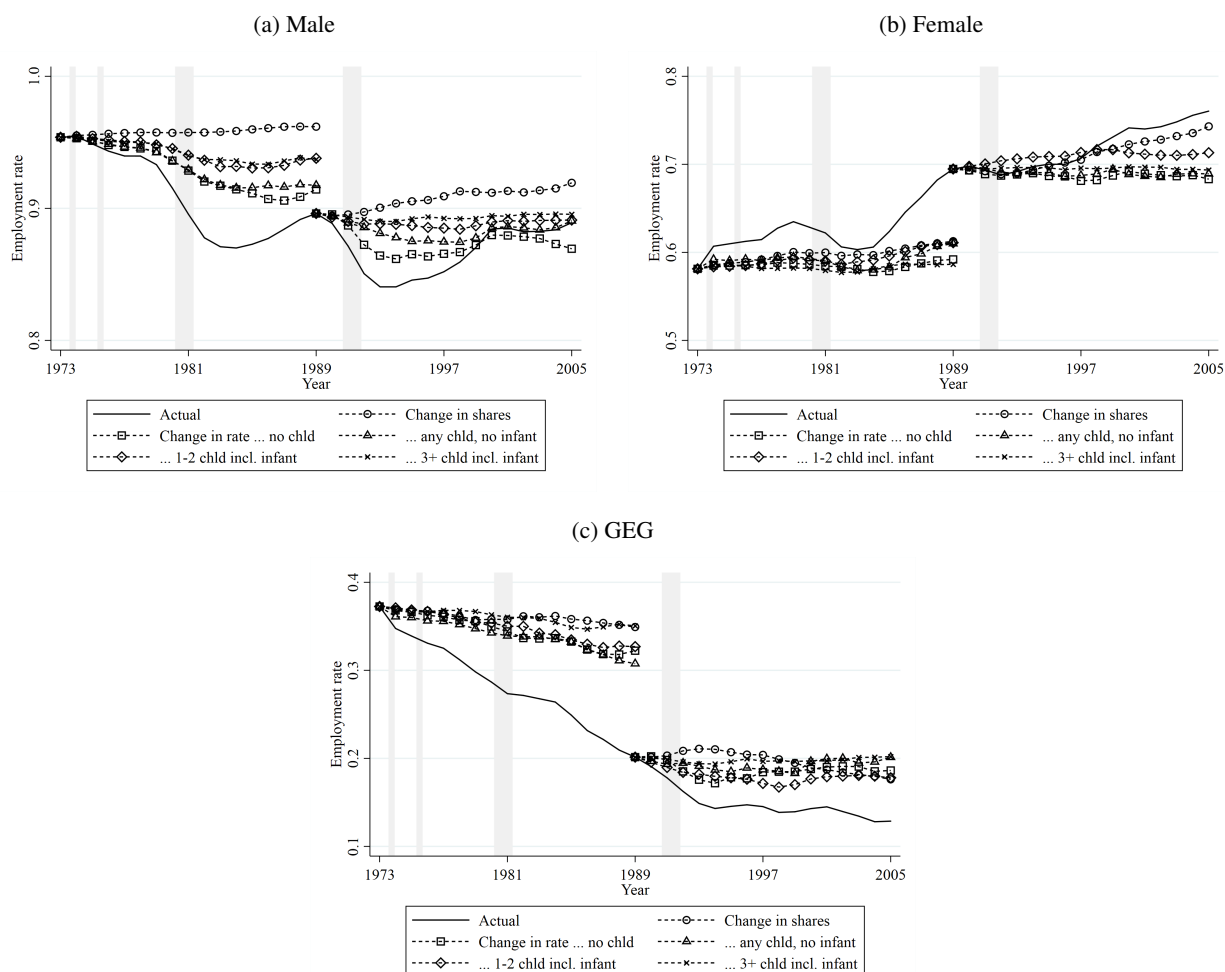 (a) Male
1.0
0.9
0.8
Employment rate
1973 1981 1989 1997 2005
Year
Actual Change in shares
Change in rate ... no chld ... any chld, no infant
... 1-2 chld incl. infant ... 3+ chld incl. infant
(b) Female
0.8
0.7
0.6
0.5
Employment rate
1973 1981 1989 1997 2005
Year
Actual Change in shares
Change in rate ... no chld ... any chld, no infant
... 1-2 chld incl. infant ... 3+ chld incl. infant
(c) GEG
0.4
0.3
0.2
0.1
Employment rate
1973 1981 1989 1997 2005
Year
Actual Change in shares
Change in rate ... no chld ... any chld, no infant
... 1-2 chld incl. infant ... 3+ chld incl. infant